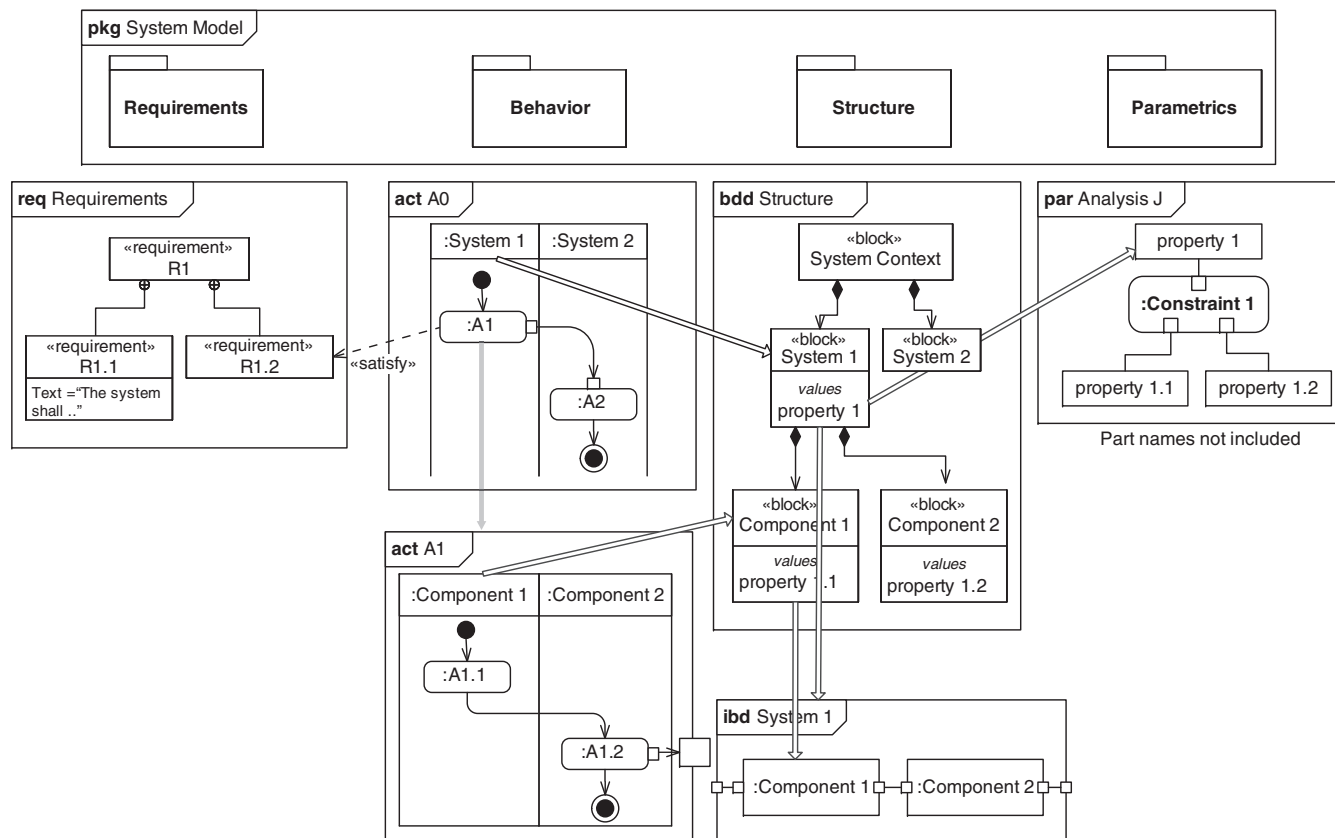 pkg System Model
Requirements
Behavior
Structure
Parametrics
req Requirements
«requirement»
R1
«requirement»
R1.1
Text =“The system
shall ..”
«requirement»
R1.2
«satisfy»
act A0
:System 1
:System 2
:A1
:A2
bdd Structure
«block»
System Context
«block»
System 1
values
property 1
«block»
System 2
«block»
Component 1
values
property 1.1
«block»
Component 2
values
property 1.2
par Analysis J
property 1
:Constraint 1
property 1.1
property 1.2
Part names not included
act A1
:Component 1
:Component 2
:A1.1
:A1.2
ibd System 1
:Component 1
:Component 2